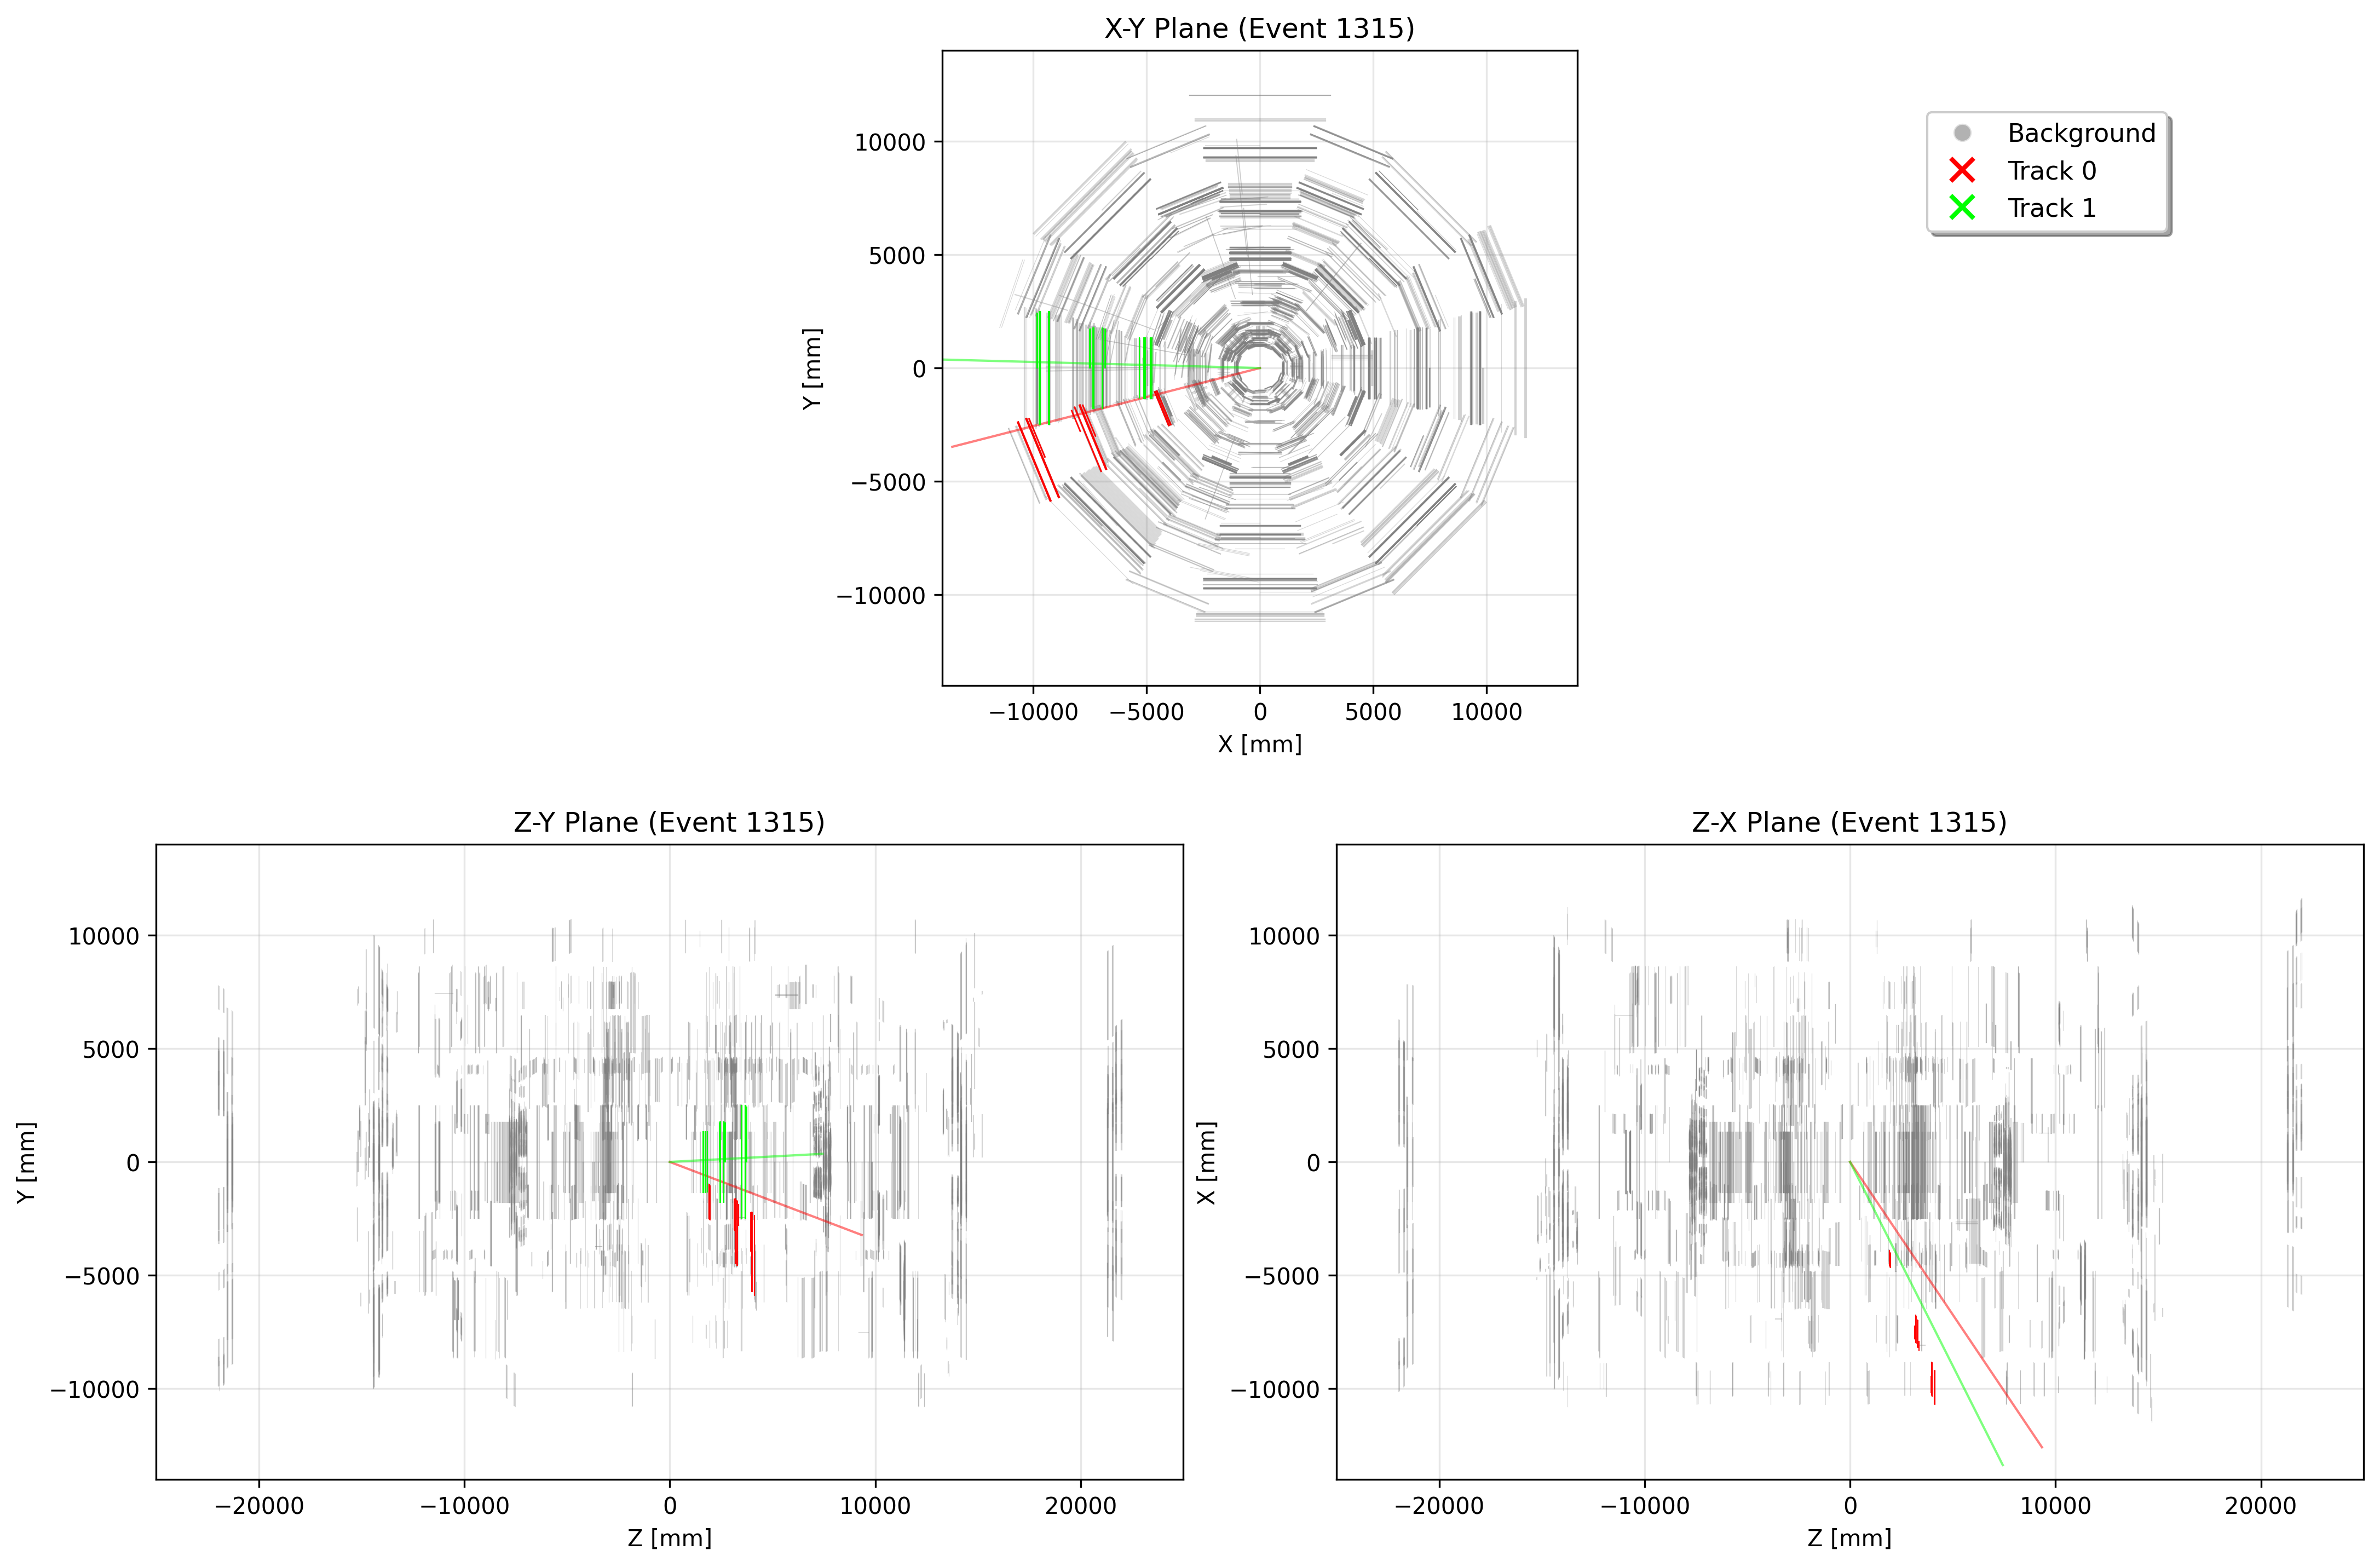 X-Y Plane (Event 1315)
Background
Track 0
Track 1
10000
5000
0
−5000
−10000
Y [mm]
−10000 −5000 0 5000 10000
X [mm]
Z-Y Plane (Event 1315)
10000
5000
0
−5000
−10000
Y [mm]
−20000 −10000 0 10000 20000
Z [mm]
Z-X Plane (Event 1315)
10000
5000
0
−5000
−10000
X [mm]
−20000 −10000 0 10000 20000
Z [mm]